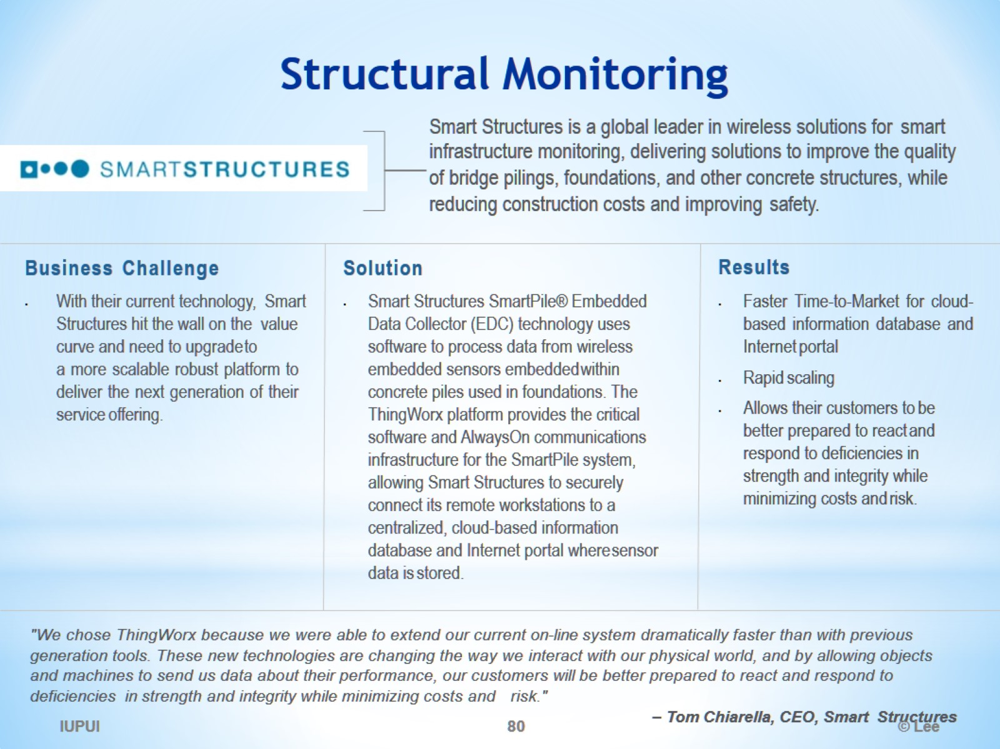 Structural Monitoring
SMARTSTRUCTURES
Smart Structures is a global leader in wireless solutions for smart
infrastructure monitoring, delivering solutions to improve the quality
of bridge pilings, foundations, and other concrete structures, while
reducing construction costs and improving safety.
Business Challenge
. With their current technology, Smart
Structures hit the wall on the value
curve and need to upgrade to
a more scalable robust platform to
deliver the next generation of their
service offering.
Solution
. Smart Structures SmartPile® Embedded
Data Collector (EDC) technology uses
software to process data from wireless
embedded sensors embedded within
concrete piles used in foundations. The
ThingWorx platform provides the critical
software and AlwaysOn communications
infrastructure for the SmartPile system,
allowing Smart Structures to securely
connect its remote workstations to a
centralized, cloud-based information
database and Internet portal where sensor
data is stored.
Results
. Faster Time-to-Market for cloud-
based information database and
Internet portal
. Rapid scaling
. Allows their customers to be
better prepared to react and
respond to deficiencies in
strength and integrity while
minimizing costs and risk.
"We chose ThingWorx because we were able to extend our current on-line system dramatically faster than with previous
generation tools. These new technologies are changing the way we interact with our physical world, and by allowing objects
and machines to send us data about their performance, our customers will be better prepared to react and respond to
deficiencies in strength and integrity while minimizing costs and risk."
– Tom Chiarella, CEO, Smart Structures
IUPUI
80
© Lee